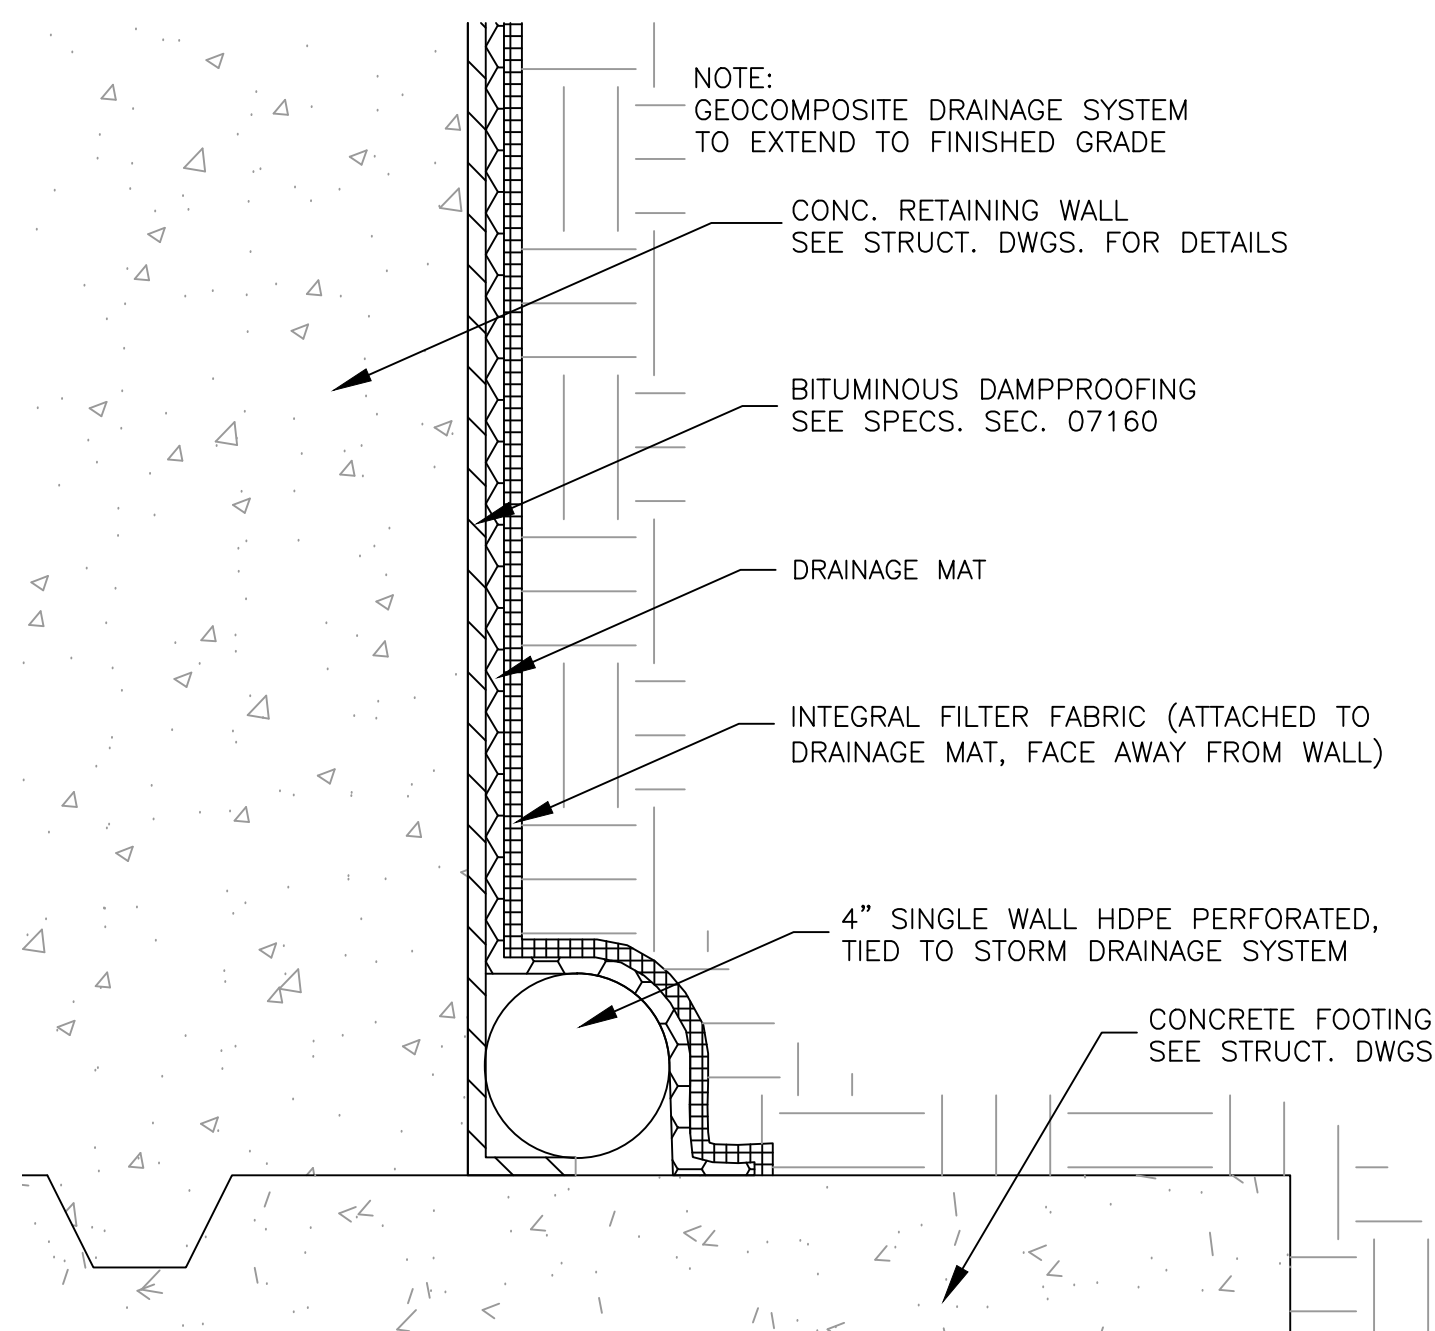 NOTE:
GEOCOMPOSITE DRAINAGE SYSTEM
TO EXTEND TO FINISHED GRADE
CONC. RETAINING WALL
SEE STRUCT. DWGS. FOR DETAILS
BITUMINOUS DAMPPROOFING
SEE SPECS. SEC. 07160
DRAINAGE MAT
INTEGRAL FILTER FABRIC (ATTACHED TO
DRAINAGE MAT, FACE AWAY FROM WALL)
4” SINGLE WALL HDPE PERFORATED,
TIED TO STORM DRAINAGE SYSTEM
CONCRETE FOOTING
SEE STRUCT. DWGS